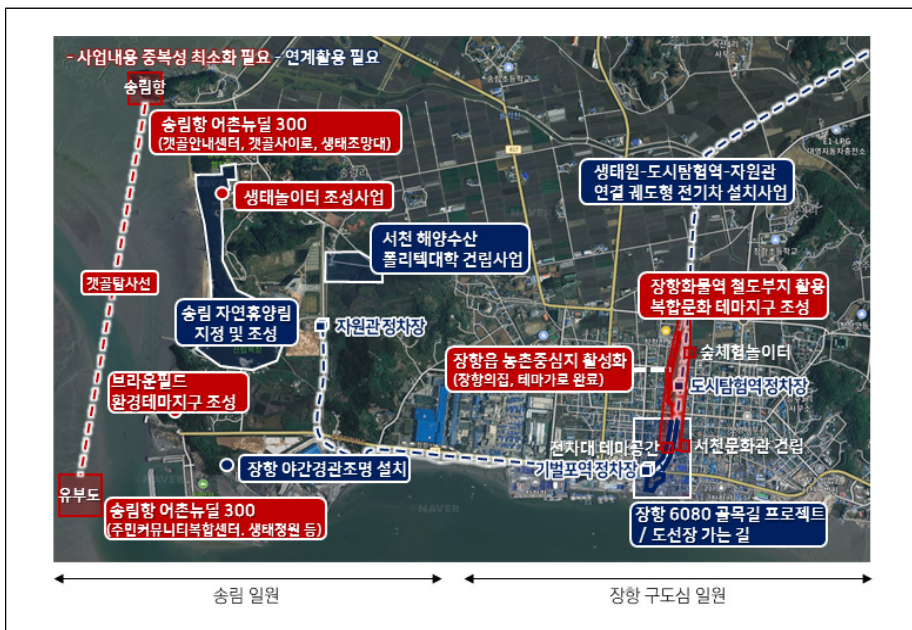 - 사업내용 중복성 최소화 필요 - 연계활용 필요
송림항
송림항 어촌뉴딜 300
(갯골안내센터, 갯골사이로, 생태조망대)
생태놀이터 조성사업
생태원-도시탐험역-자원관
연결 궤도형 전기차 설치사업
E1 LPG
서천 해양수산
폴리텍대학 건립사업
갯골탐사선
장항화물역 철도부지 활용
복합문화 테마지구 조성
송림 자연휴양림
지정 및 조성
자원관 정차장
숲체험놀이터
장항읍 농촌중심지 활성화
(장항의집, 테마가로 완료)
도시탐험역 정차장
브라운필드
환경테마지구 조성
전차대 테마공간
서천문화관 건립
기벌포역 정차장
장항 야간경관조명 설치
유부도
송림항 어촌뉴딜 300
(주민커뮤니티복합센터. 생태정원 등)
장항 6080 골목길 프로젝트
/ 도선장 가는 길
NAVER
송림 일원
장항 구도심 일원